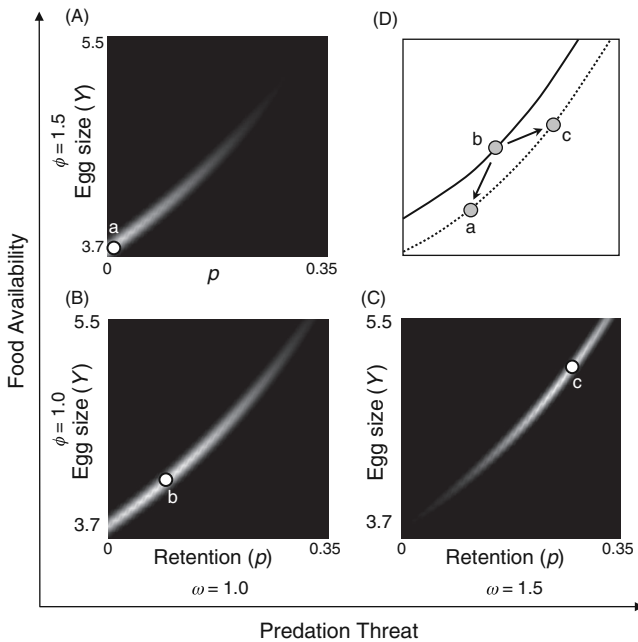 (A)
5.5
ϕ = 1.5
Egg size (Y)
a
3.7
0
p
0.35
(D)
b
c
a
(B)
5.5
ϕ = 1.0
Egg size (Y)
b
3.7
0
Retention (p)
0.35
ω = 1.0
(C)
5.5
Egg size (Y)
c
3.7
0
Retention (p)
0.35
ω = 1.5
Food Availability
Predation Threat